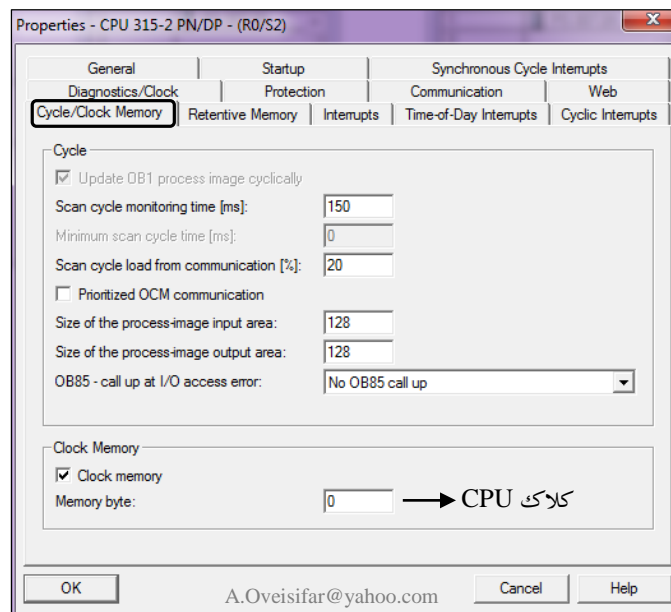 Properties - CPU 315-2 PN/DP - (R0/S2)
General Startup Synchronous Cycle Interrupts
Diagnostics/Clock Protection Communication Web
Cycle/Clock Memory Retentive Memory Interrupts Time-of-Day Interrupts Cyclic Interrupts
Cycle
Update OB1 process image cyclically
Scan cycle monitoring time [ms]: 150
Minimum scan cycle time [ms]: 0
Scan cycle load from communication [%]: 20
Prioritized OCM communication
Size of the process-image input area: 128
Size of the process-image output area: 128
OB85 - call up at I/O access error: No OB85 call up
Clock Memory
Clock memory
Memory byte: 0 کلاک CPU
OK A.Oveisifar@yahoo.com Cancel Help